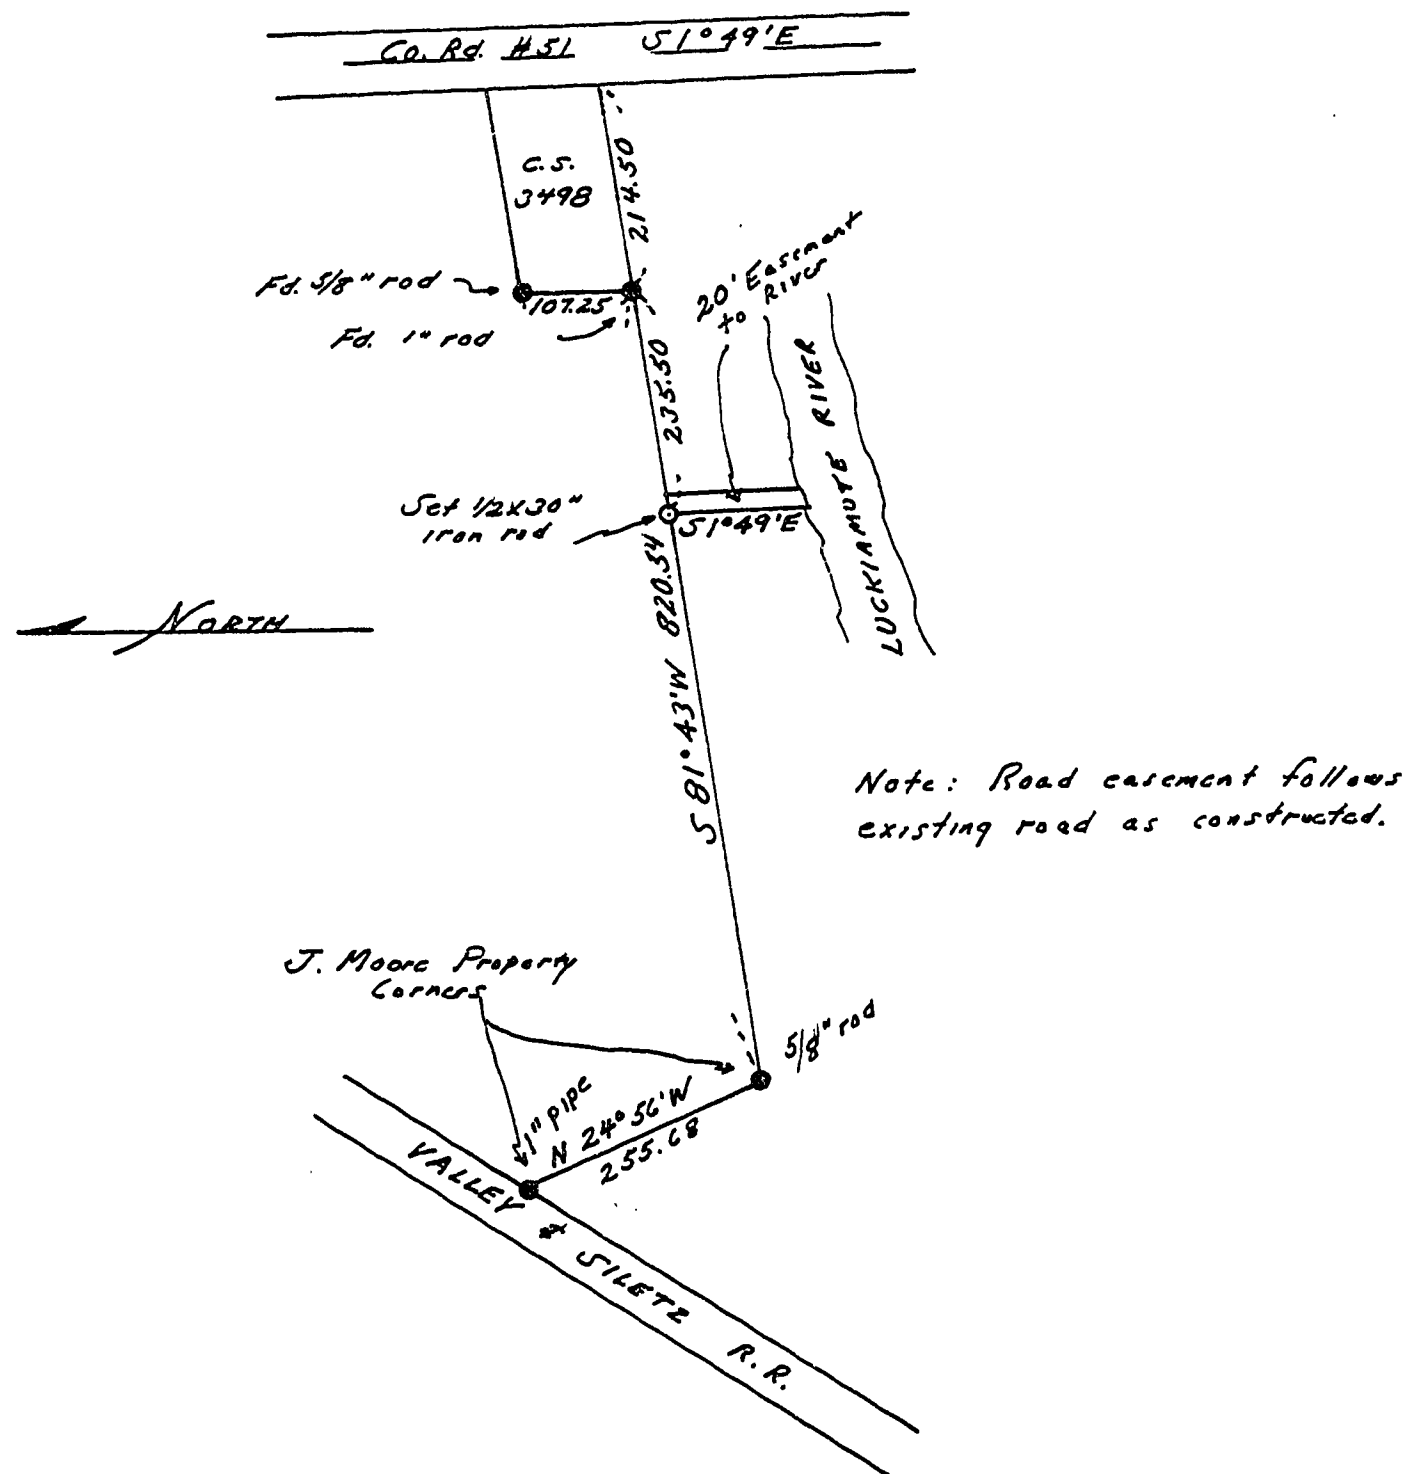 Co. Rd. #51 S 1°49'E
C.S.
3498
214.50
Fd. 5/8" rod
107.25
Fd. 1" rod
20' Easement
to River
235.50
LUCKIAMUTE RIVER
Set 1/2x30"
iron rod
S 1°49'E
NORTH
S 81°43'W 820.54
Note: Road easement follows
existing road as constructed.
J. Moore Property
Corners
5/8" rod
1" pipe
N 24°56'W
255.68
VALLEY & SILETZ R.R.